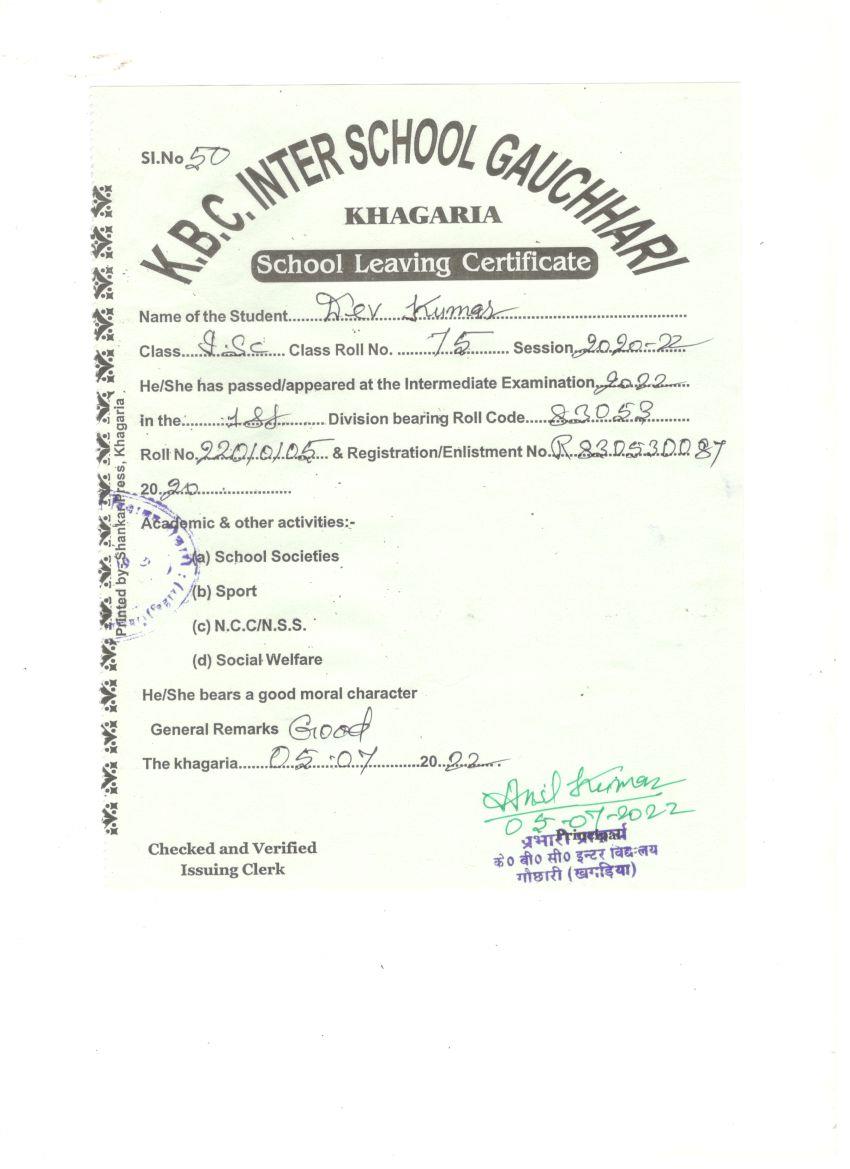 Sl.No 50
K.B.C. INTER SCHOOL GAUCHHARI
KHAGARIA
School Leaving Certificate
Name of the Student......Dev Kumar......
Class....I.Sc... Class Roll No. .......75....... Session..2020-22
He/She has passed/appeared at the Intermediate Examination..2022...
in the.......1st....... Division bearing Roll Code....83053......
Roll No.22010105.. & Registration/Enlistment No.R.830530087
20.20......................
Academic & other activities:-
(a) School Societies
(b) Sport
(c) N.C.C/N.S.S.
(d) Social Welfare
He/She bears a good moral character
General Remarks Good
The khagaria......05.07.........20..22...
Anil Kumar
05-07-2022
Principal
प्रभारी प्राचार्य
के० बी० सी० इन्टर विद्यालय
गौछारी (खगड़िया)
Checked and Verified
Issuing Clerk
Printed by:-Shankar Press, Khagaria